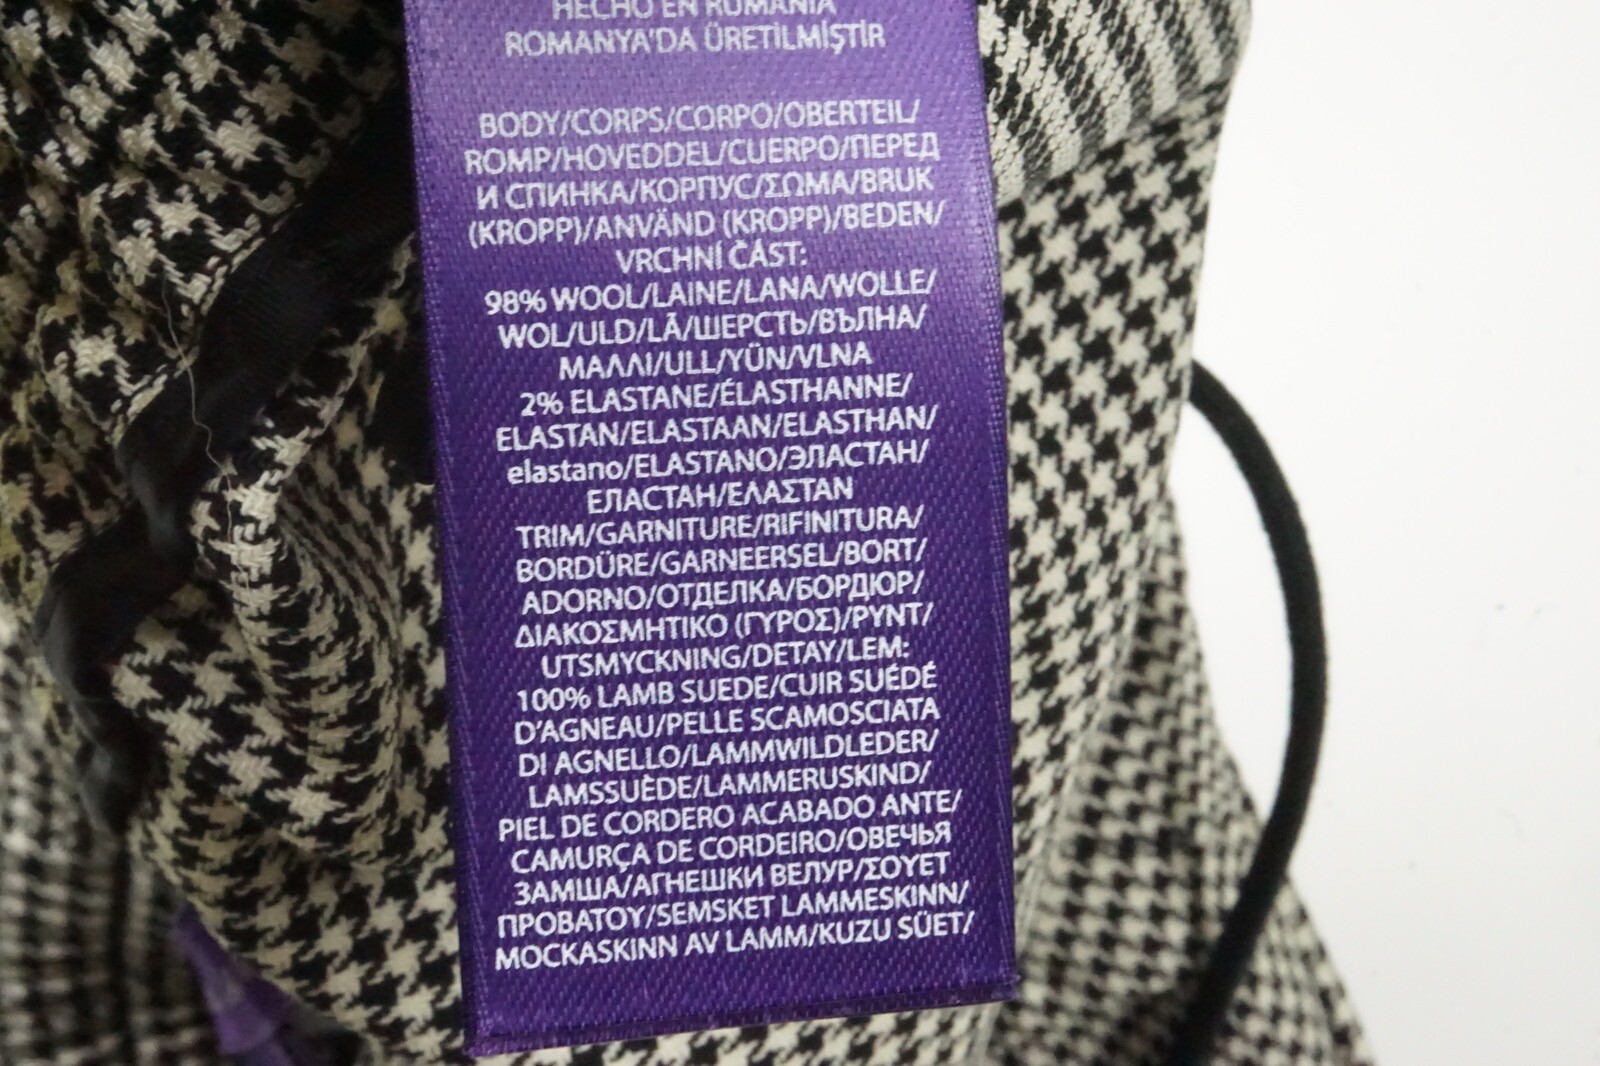 HECHO EN RUMANIA
ROMANYA'DA ÜRETİLMİŞTİR
BODY/CORPS/CORPO/OBERTEIL/
ROMP/HOVEDDEL/CUERPO/ПЕРЕД
И СПИНКА/КОРПУС/ΣΩΜΑ/BRUK
(KROPP)/ANVÄND (KROPP)/BEDEN/
VRCHNÍ ČÁST:
98% WOOL/LAINE/LANA/WOLLE/
WOL/ULD/LÃ/ШЕРСТЬ/ВЪЛНА/
ΜΑΛΛΙ/ULL/YÜN/VLNA
2% ELASTANE/ÉLASTHANNE/
ELASTAN/ELASTAAN/ELASTHAN/
elastano/ELASTANO/ЭЛАСТАН/
ЕЛАСТАН/ΕΛΑΣΤΑΝ
TRIM/GARNITURE/RIFINITURA/
BORDÜRE/GARNEERSEL/BORT/
ADORNO/ОТДЕЛКА/БОРДЮР/
ΔΙΑΚΟΣΜΗΤΙΚΟ (ΓΥΡΟΣ)/PYNT/
UTSMYCKNING/DETAY/LEM:
100% LAMB SUEDE/CUIR SUÉDÉ
D'AGNEAU/PELLE SCAMOSCIATA
DI AGNELLO/LAMMWILDLEDER/
LAMSSUÈDE/LAMMERUSKIND/
PIEL DE CORDERO ACABADO ANTE/
CAMURÇA DE CORDEIRO/ОВЕЧЬЯ
ЗАМША/АГНЕШКИ ВЕЛУР/ΣΟΥΕΤ
ΠΡΟΒΑΤΟΥ/SEMSKET LAMMESKINN/
MOCKASKINN AV LAMM/KUZU SÜET/